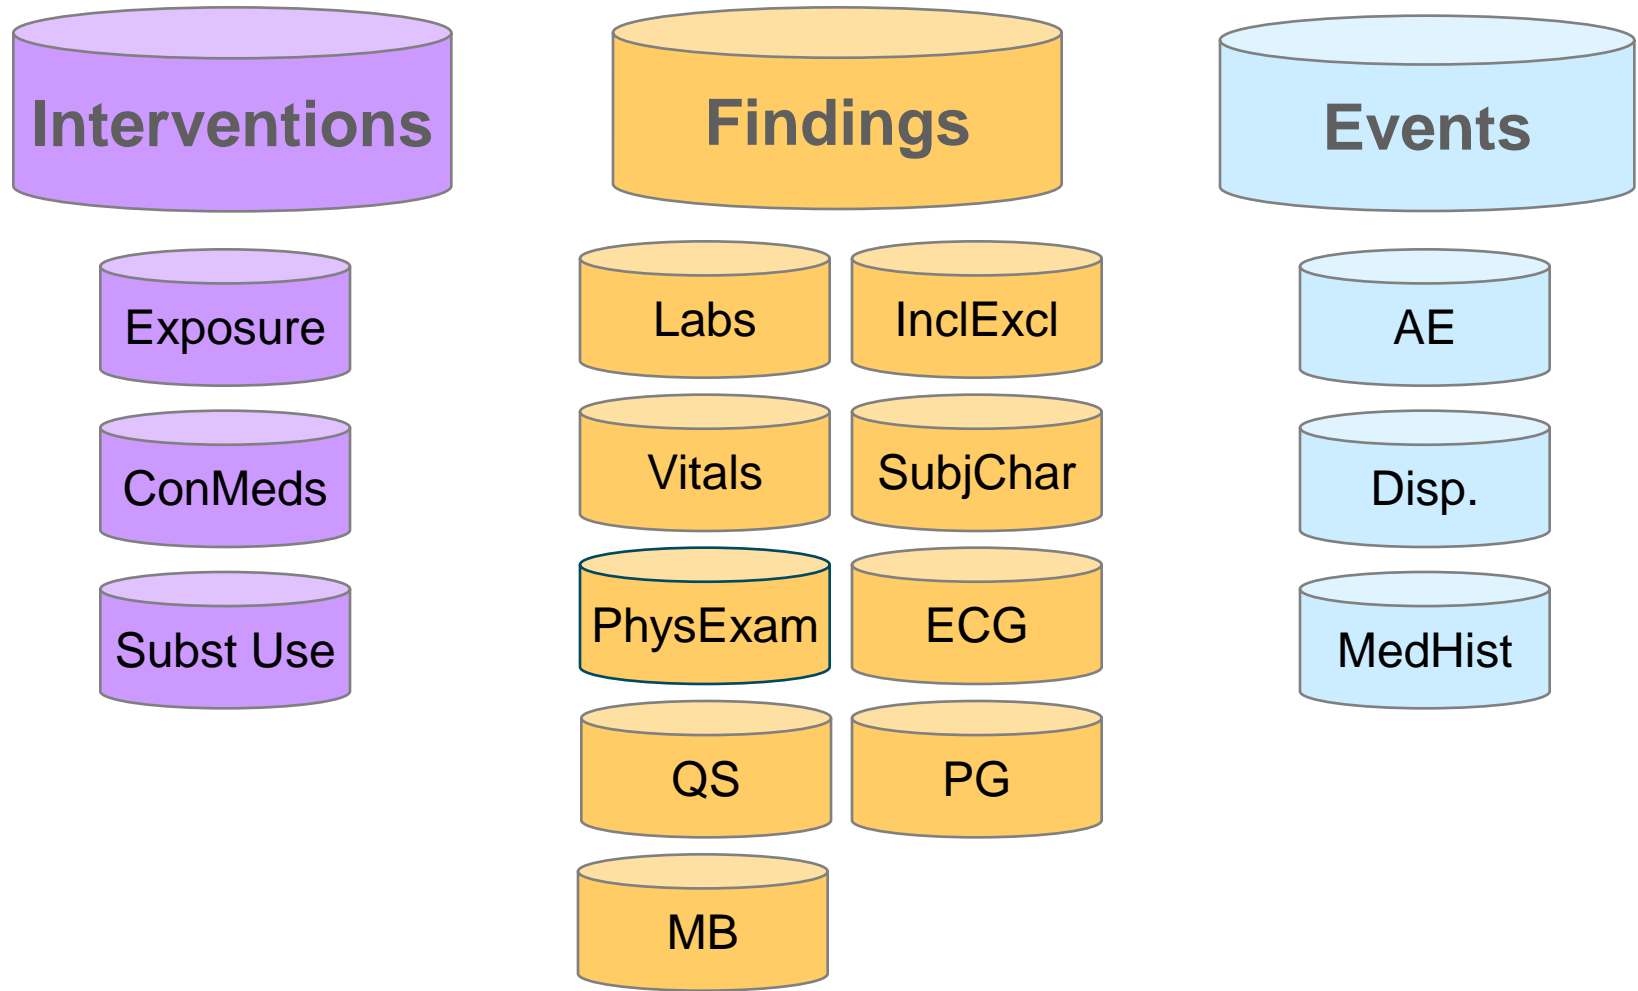 Interventions
Exposure
ConMeds
Subst Use
Findings
Labs
InclExcl
Vitals
SubjChar
PhysExam
ECG
QS
PG
MB
Events
AE
Disp.
MedHist